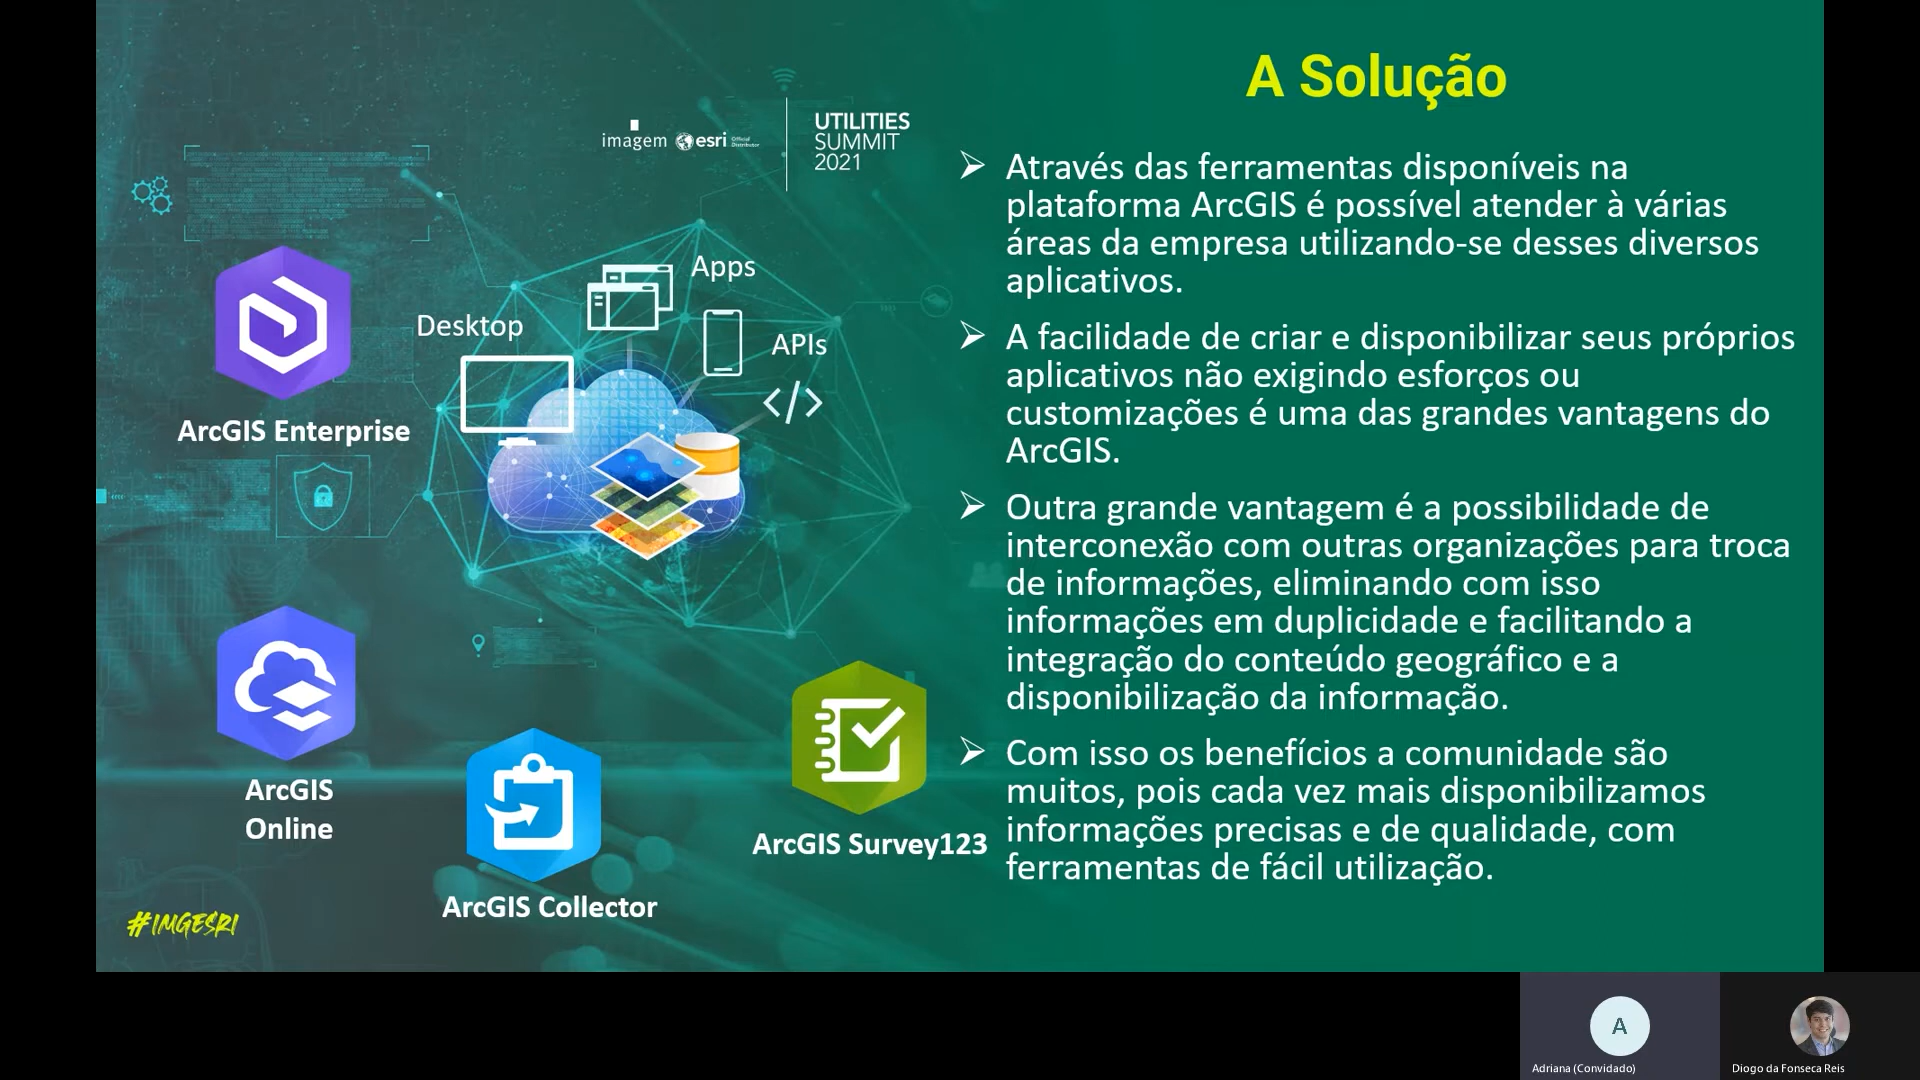 A Solução
imagem esri Official Distributor
UTILITIES
SUMMIT
2021
Desktop
Apps
APIs
</>
ArcGIS Enterprise
ArcGIS
Online
ArcGIS Collector
ArcGIS Survey123
#IMGESRI
Através das ferramentas disponíveis na
plataforma ArcGIS é possível atender à várias
áreas da empresa utilizando-se desses diversos
aplicativos.
A facilidade de criar e disponibilizar seus próprios
aplicativos não exigindo esforços ou
customizações é uma das grandes vantagens do
ArcGIS.
Outra grande vantagem é a possibilidade de
interconexão com outras organizações para troca
de informações, eliminando com isso
informações em duplicidade e facilitando a
integração do conteúdo geográfico e a
disponibilização da informação.
Com isso os benefícios a comunidade são
muitos, pois cada vez mais disponibilizamos
informações precisas e de qualidade, com
ferramentas de fácil utilização.
A
Adriana (Convidado)
Diogo da Fonseca Reis